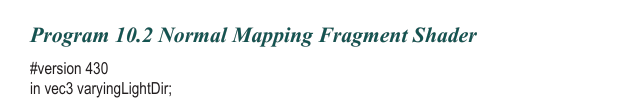 Program 10.2 Normal Mapping Fragment Shader
#version 430
in vec3 varyingLightDir;